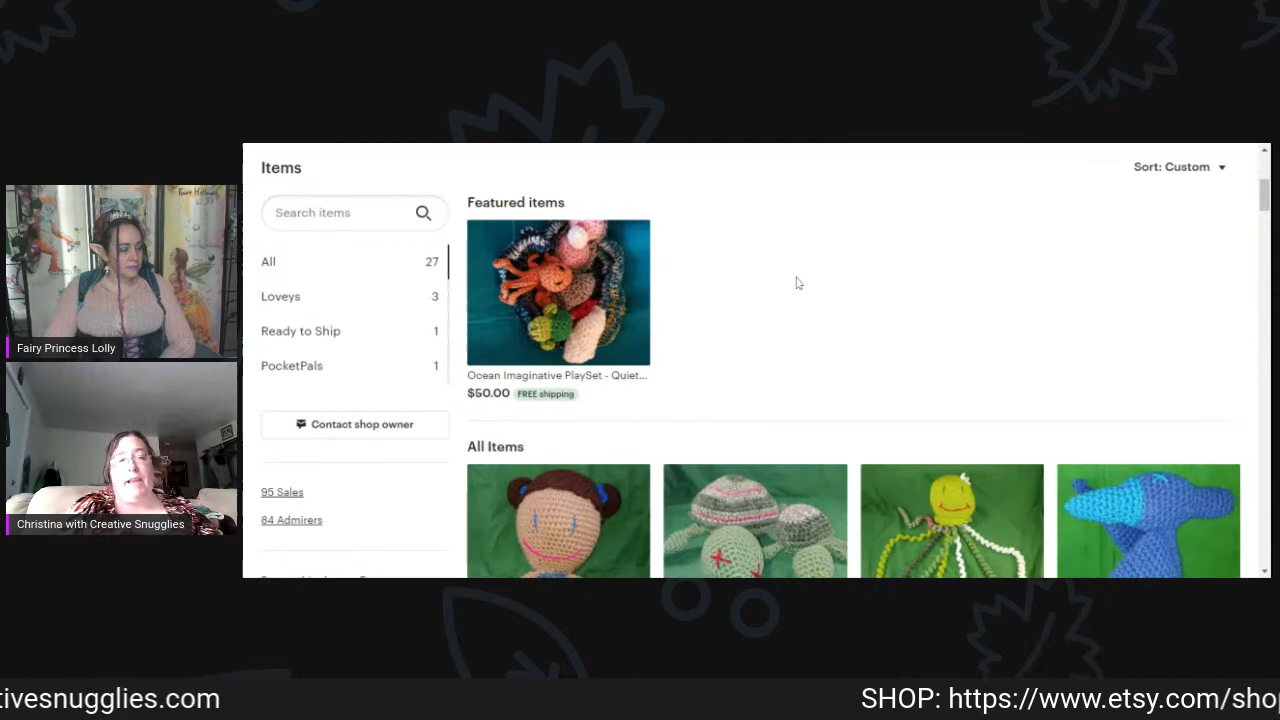 Items
Sort: Custom
Search items
Featured items
All 27
Loveys 3
Ready to Ship 1
PocketPals 1
Ocean Imaginative PlaySet - Quiet...
$50.00 FREE shipping
Contact shop owner
All Items
95 Sales
84 Admirers
Fairy Princess Lolly
Christina with Creative Snugglies
tivesnugglies.com
SHOP: https://www.etsy.com/shop